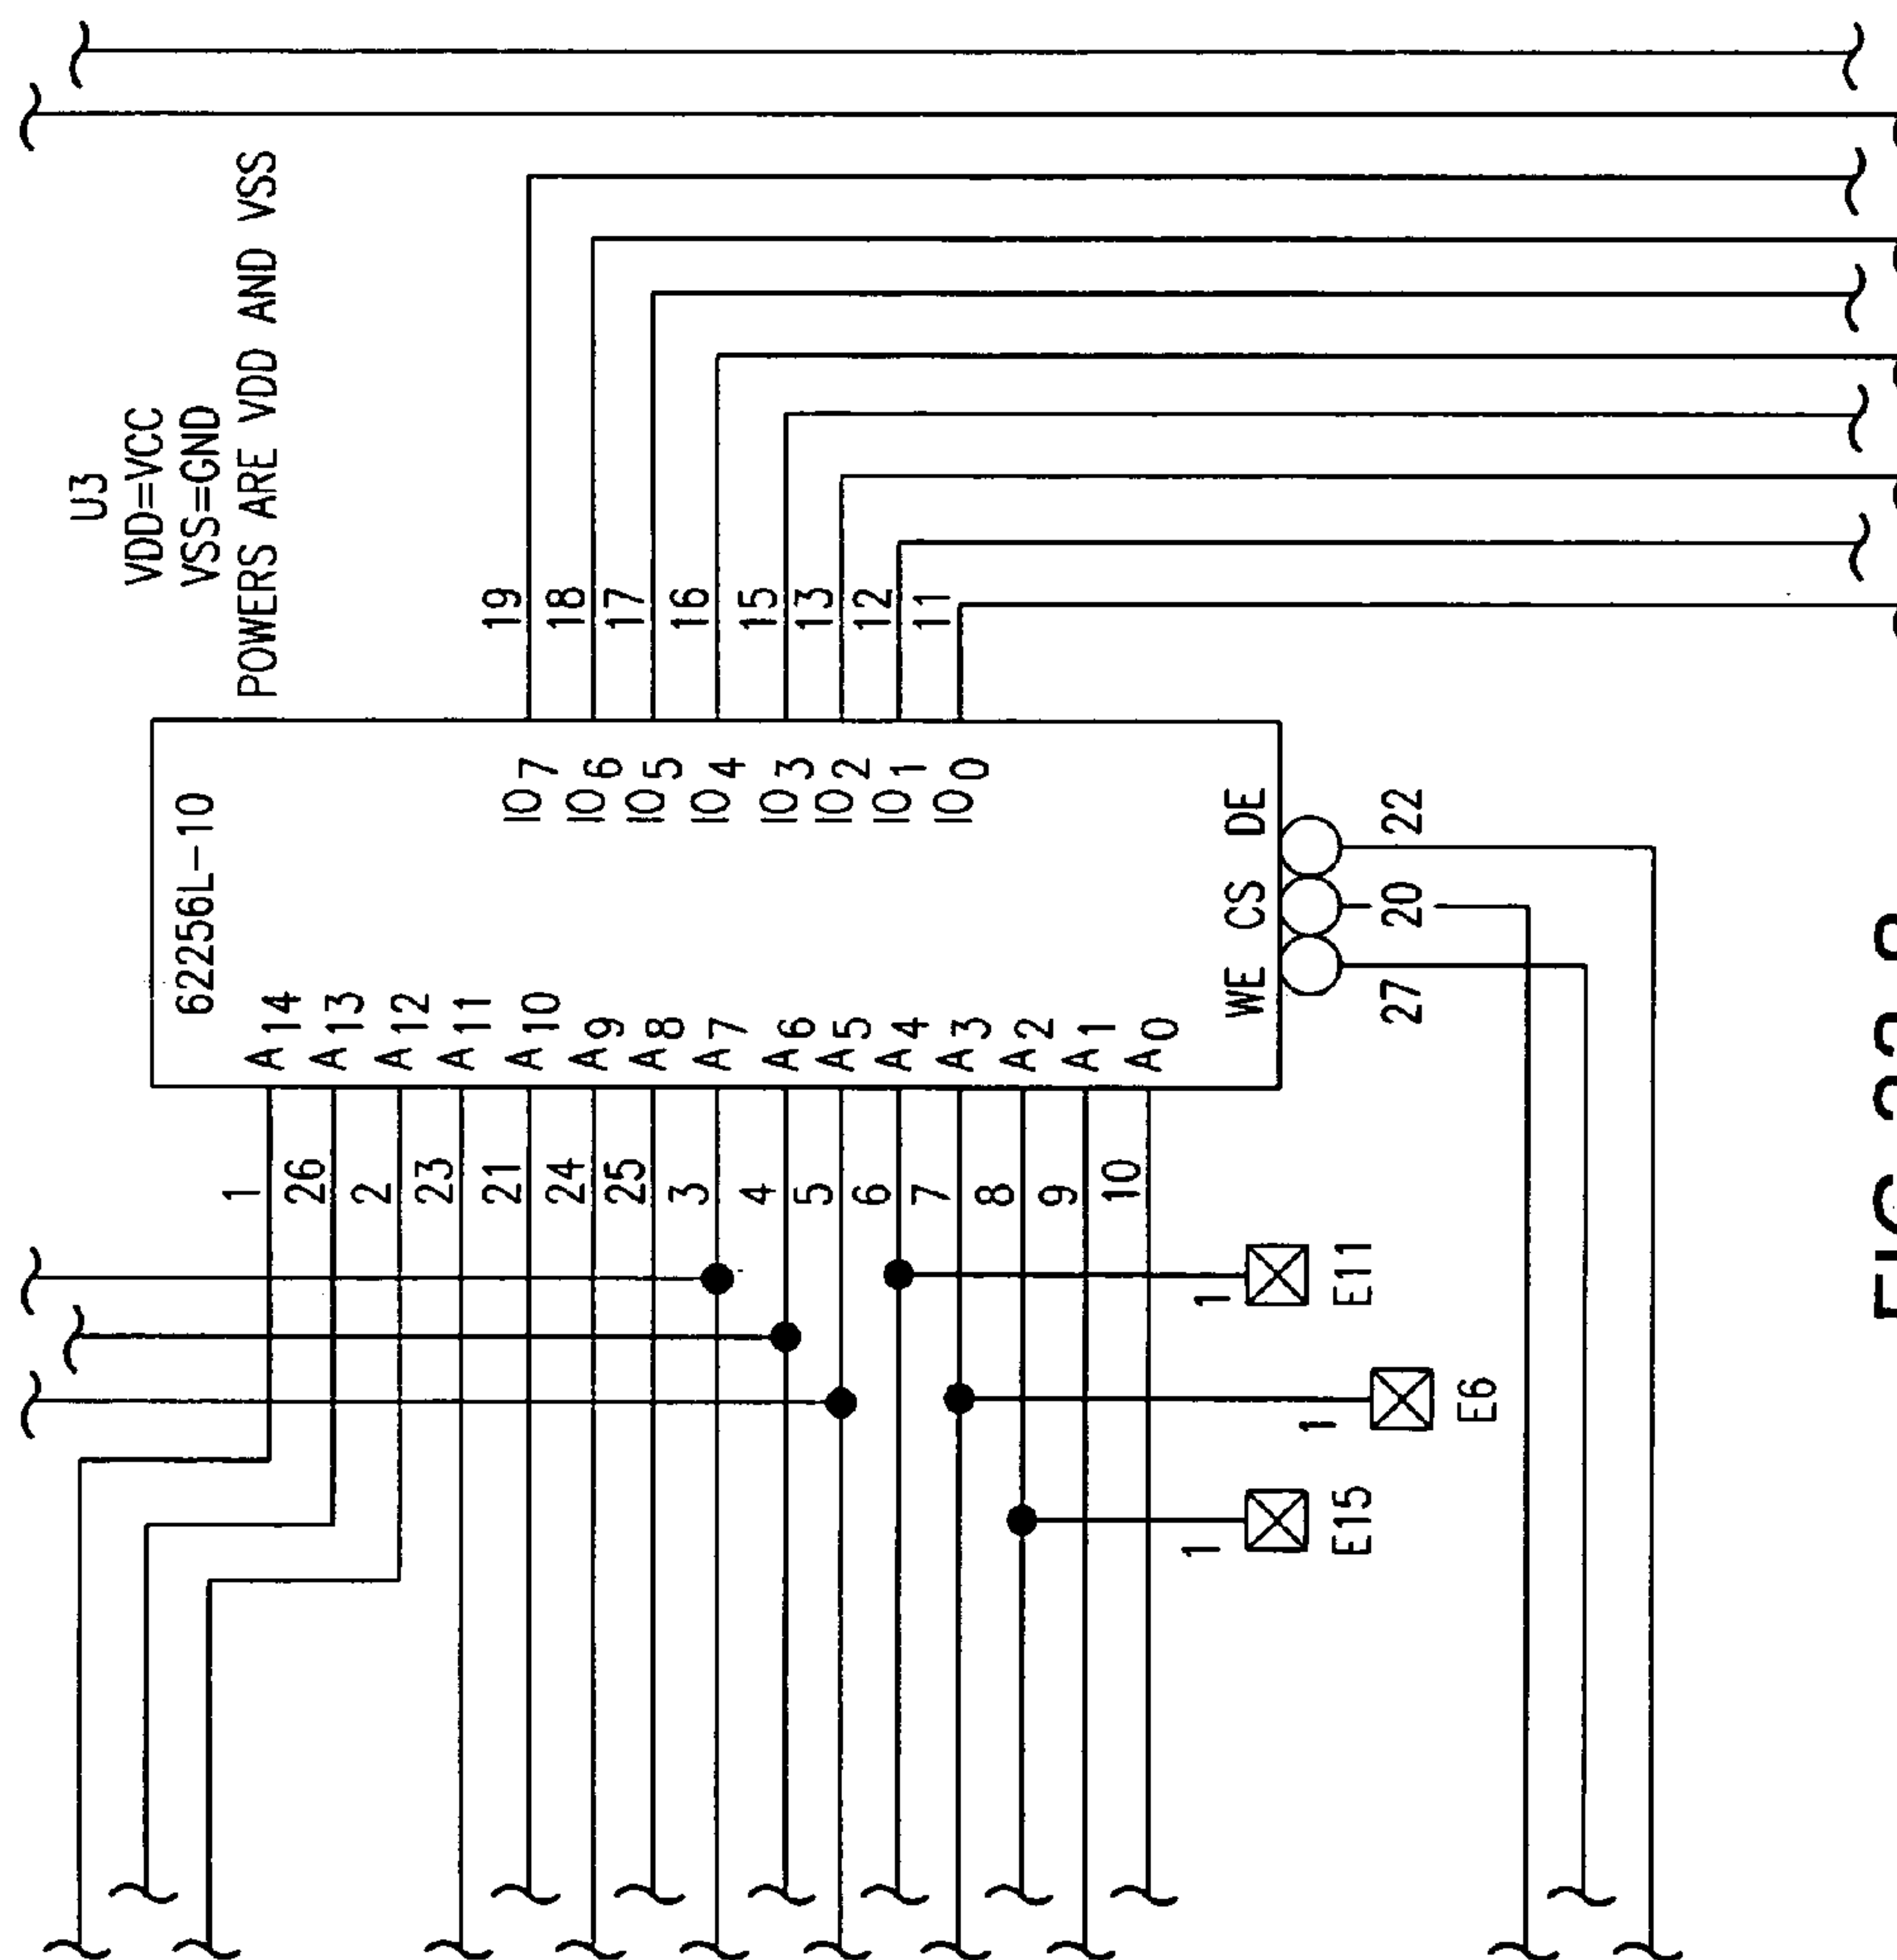 U3
VDD=VCC
VSS=GND
POWERS ARE VDD AND VSS
62256L-10
1 A14
26 A13
2 A12
23 A11
21 A10 IO7 19
24 A9 IO6 18
25 A8 IO5 17
3 A7 IO4 16
4 A6 IO3 15
5 A5 IO2 13
6 A4 IO1 12
7 A3 IO0 11
8 A2
9 A1
10 A0
WE CS DE
27 20 22
1 1
E15 E11
1
E6